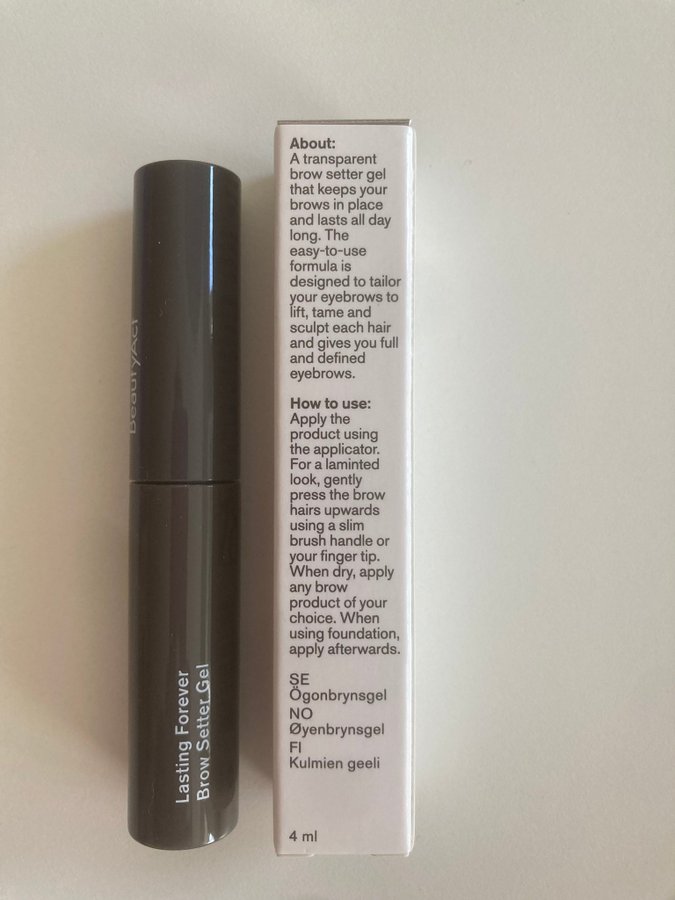 BeautyAct
Lasting Forever
Brow Setter Gel
About:
A transparent
brow setter gel
that keeps your
brows in place
and lasts all day
long. The
easy-to-use
formula is
designed to tailor
your eyebrows to
lift, tame and
sculpt each hair
and gives you full
and defined
eyebrows.
How to use:
Apply the
product using
the applicator.
For a laminted
look, gently
press the brow
hairs upwards
using a slim
brush handle or
your finger tip.
When dry, apply
any brow
product of your
choice. When
using foundation,
apply afterwards.
SE
Ögonbrynsgel
NO
Øyenbrynsgel
FI
Kulmien geeli
4 ml